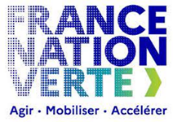 FRANCE
NATION
VERTE
Agir • Mobiliser • Accélérer